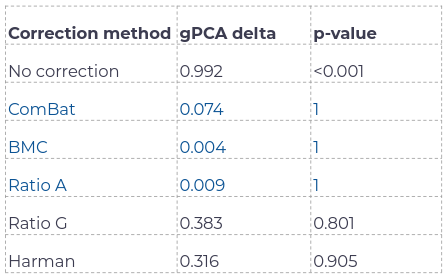 Correction method gPCA delta p-value
No correction 0.992 <0.001
ComBat 0.074 1
BMC 0.004 1
Ratio A 0.009 1
Ratio G 0.383 0.801
Harman 0.316 0.905